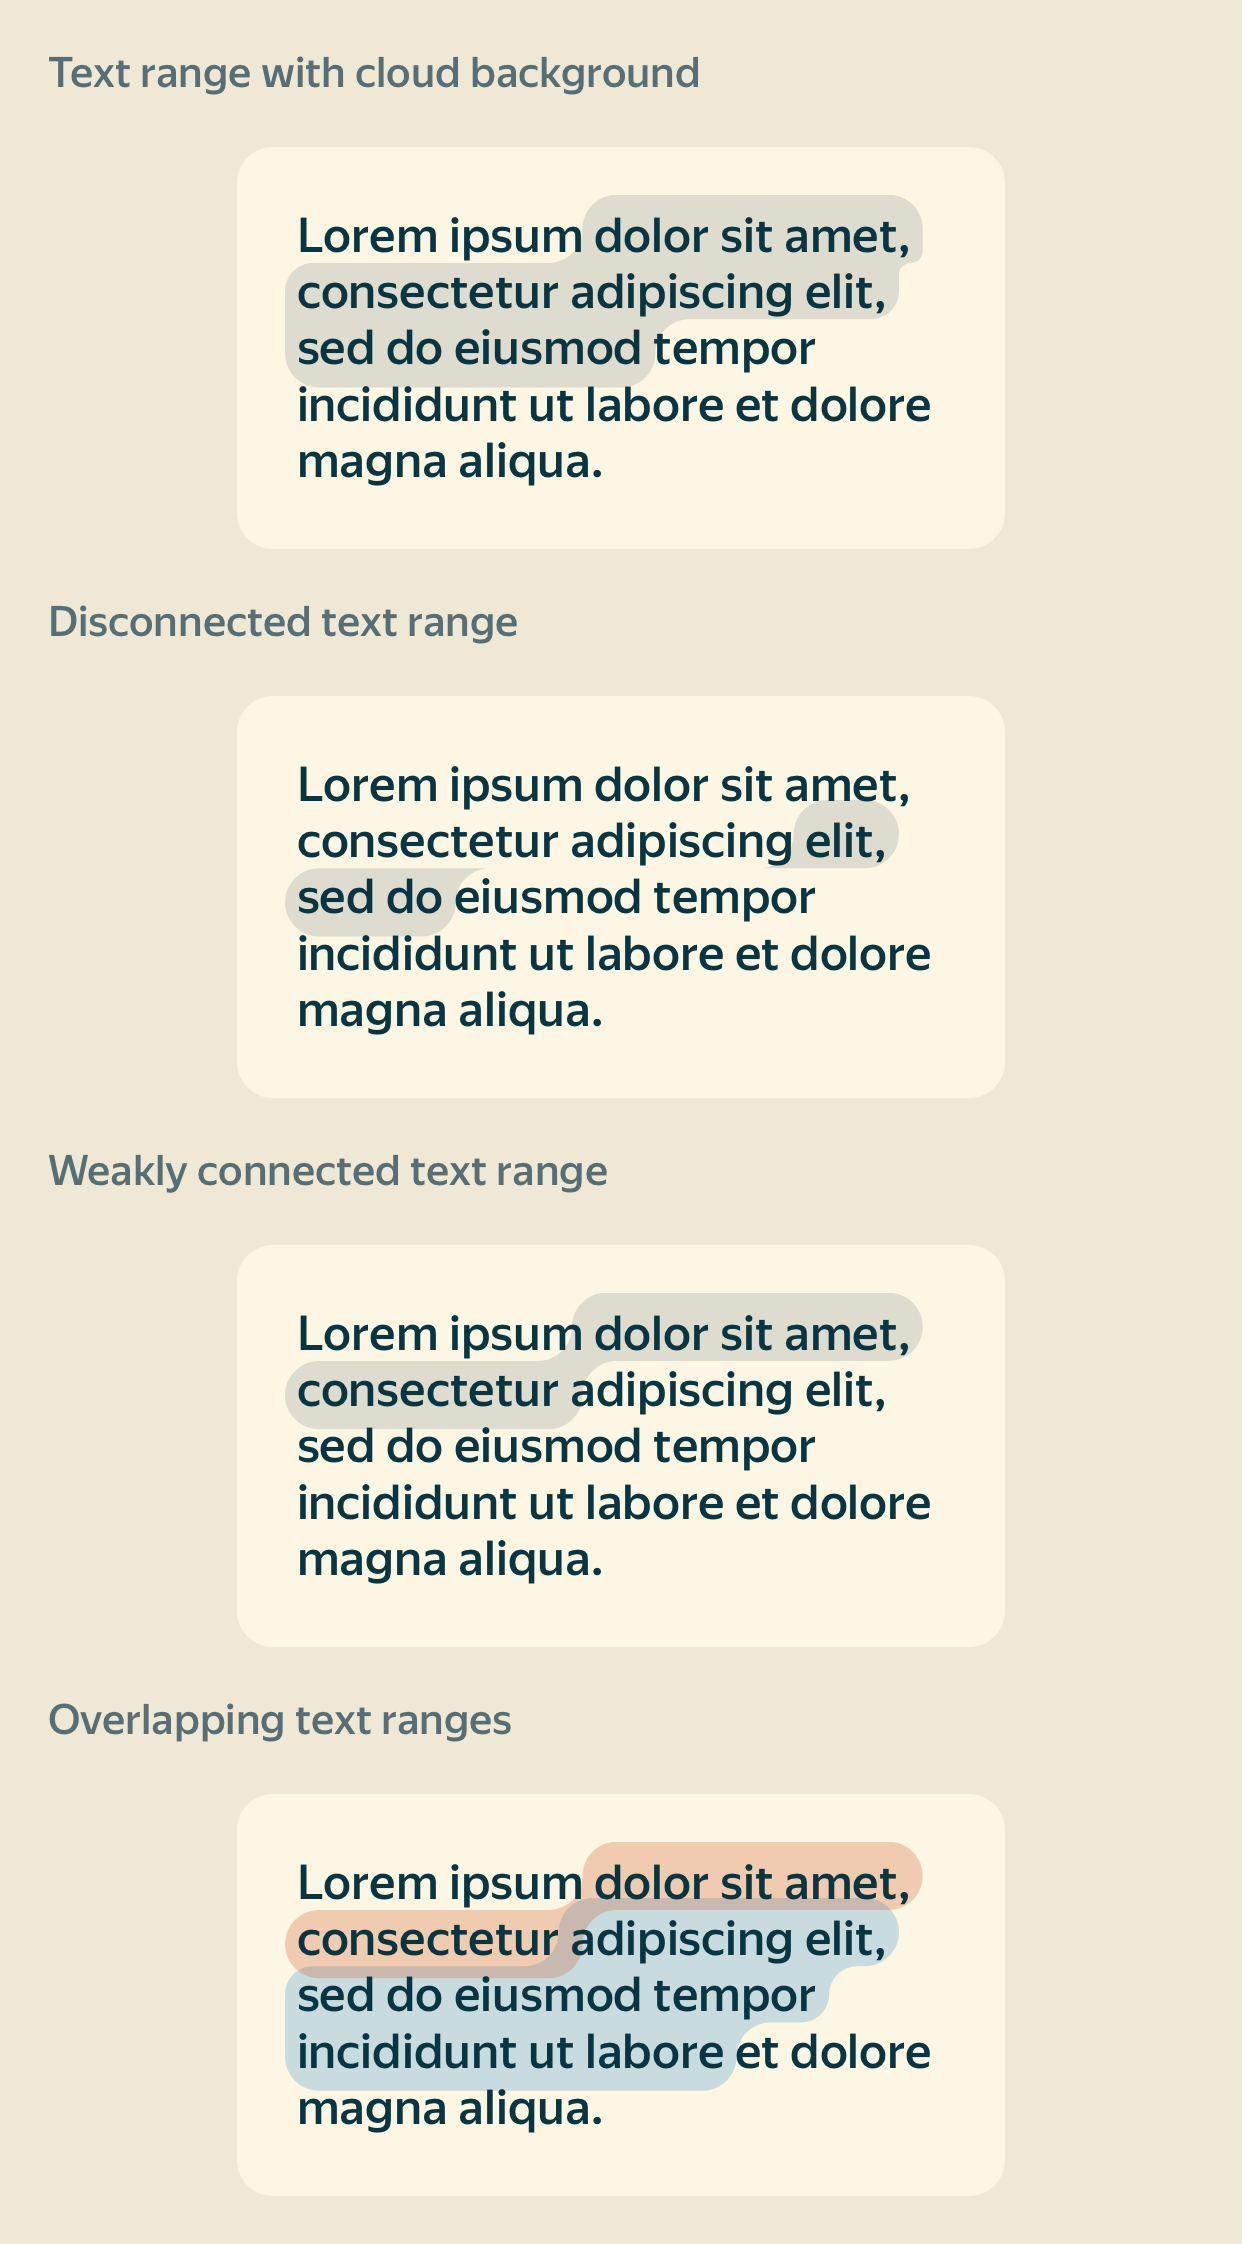 Text range with cloud background
Lorem ipsum dolor sit amet,
consectetur adipiscing elit,
sed do eiusmod tempor
incididunt ut labore et dolore
magna aliqua.
Disconnected text range
Lorem ipsum dolor sit amet,
consectetur adipiscing elit,
sed do eiusmod tempor
incididunt ut labore et dolore
magna aliqua.
Weakly connected text range
Lorem ipsum dolor sit amet,
consectetur adipiscing elit,
sed do eiusmod tempor
incididunt ut labore et dolore
magna aliqua.
Overlapping text ranges
Lorem ipsum dolor sit amet,
consectetur adipiscing elit,
sed do eiusmod tempor
incididunt ut labore et dolore
magna aliqua.